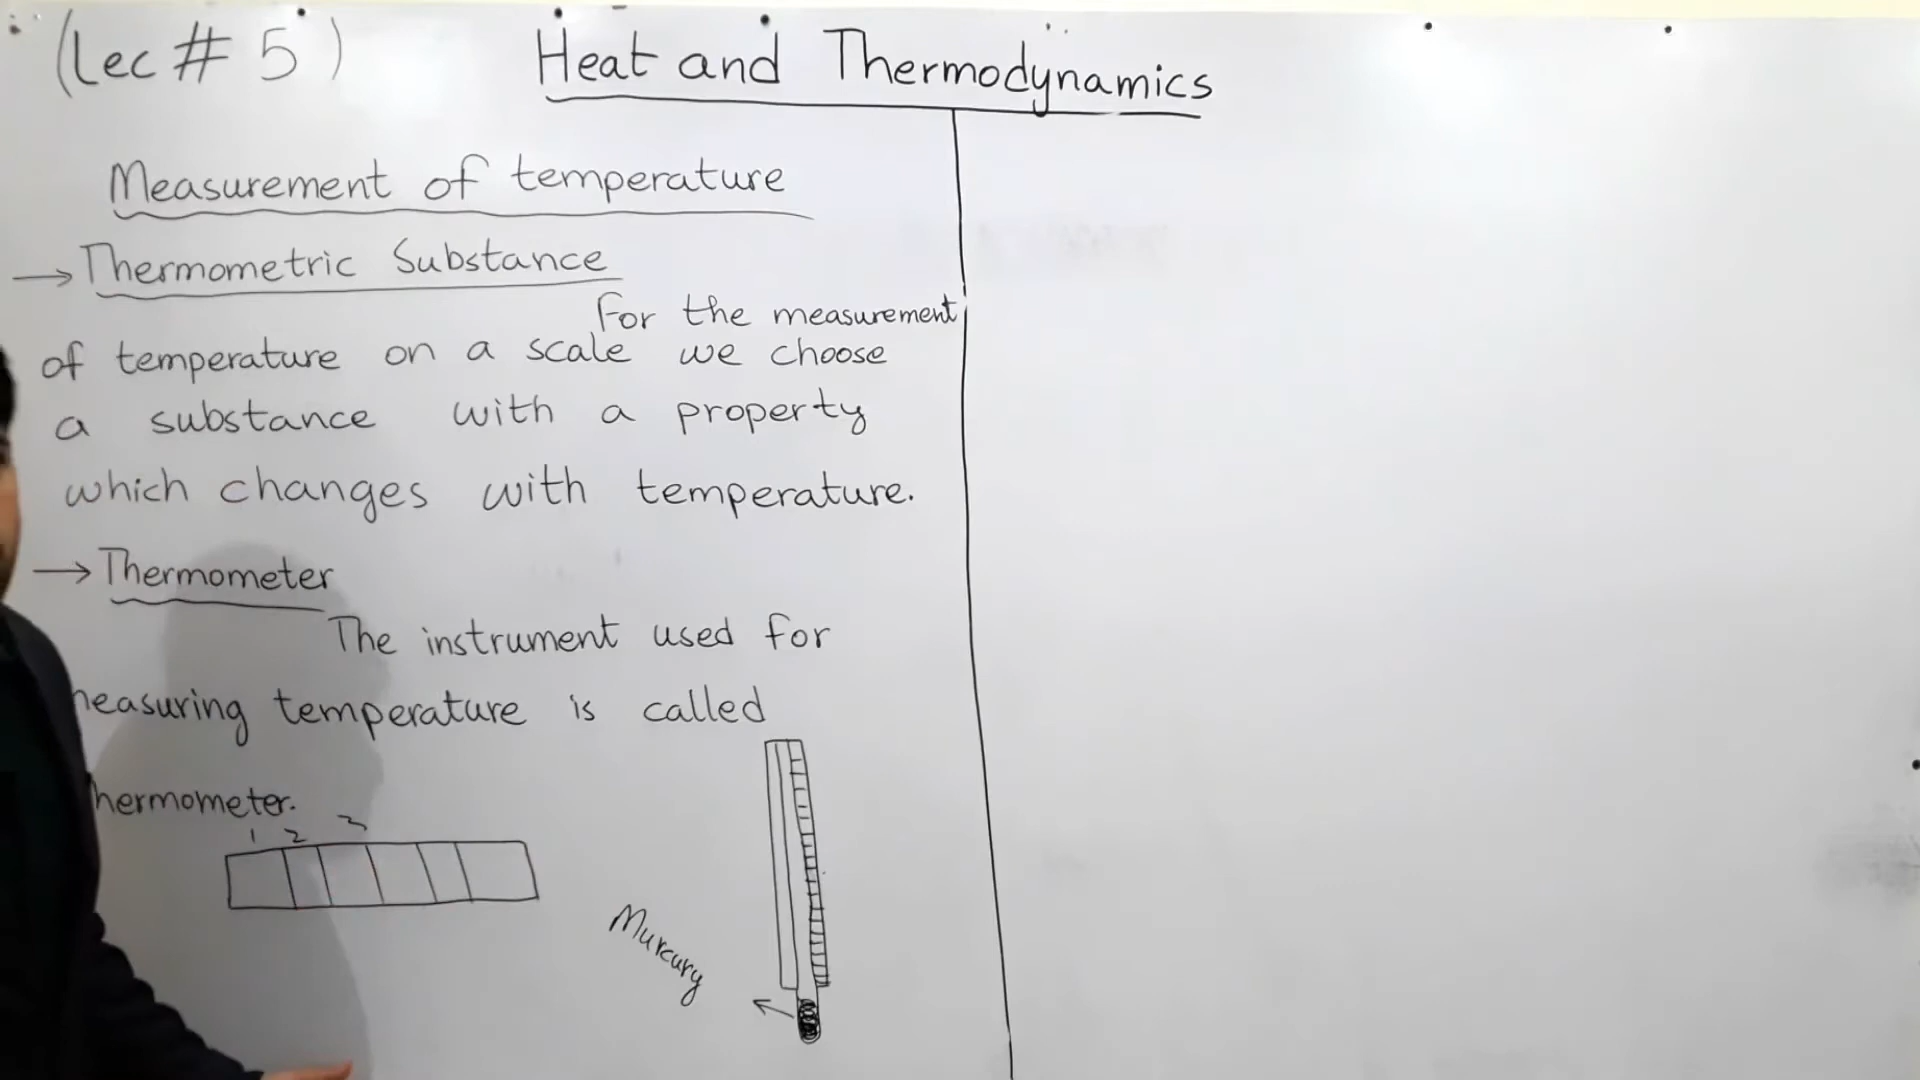 (Lec # 5)
Heat and Thermodynamics
Measurement of temperature
→ Thermometric Substance
For the measurement
of temperature on a scale we choose
a substance with a property
which changes with temperature.
→ Thermometer
The instrument used for
easuring temperature is called
hermometer.
1 2 3
Murcury